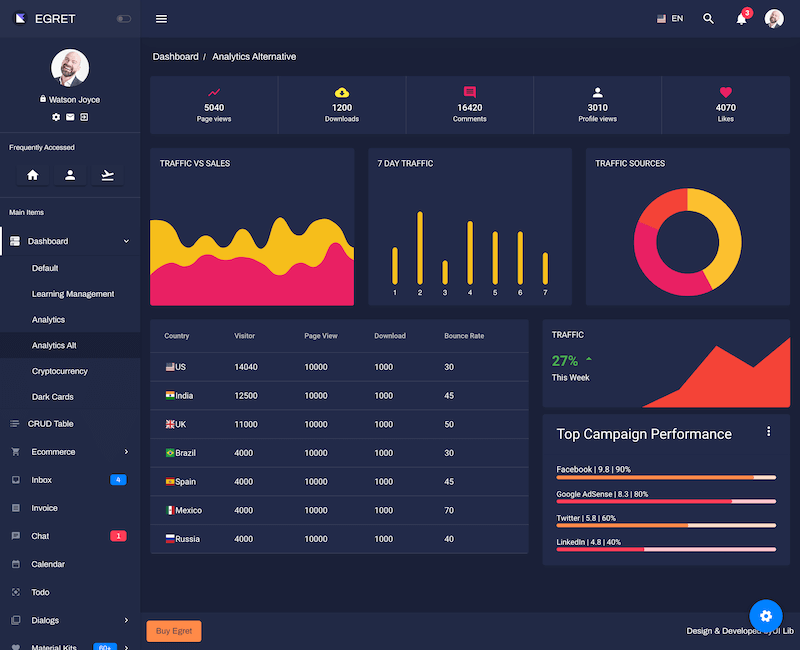 EGRET
EN
3
Watson Joyce
Frequently Accessed
Main Items
Dashboard
Default
Learning Management
Analytics
Analytics Alt
Cryptocurrency
Dark Cards
CRUD Table
Ecommerce
Inbox 4
Invoice
Chat 1
Calendar
Todo
Dialogs
Material Kits 60+
Dashboard / Analytics Alternative
5040
Page views
1200
Downloads
16420
Comments
3010
Profile views
4070
Likes
TRAFFIC VS SALES
7 DAY TRAFFIC
1 2 3 4 5 6 7
TRAFFIC SOURCES
Country Visitor Page View Download Bounce Rate
US 14040 10000 1000 30
India 12500 10000 1000 45
UK 11000 10000 1000 50
Brazil 4000 10000 1000 30
Spain 4000 10000 1000 45
Mexico 4000 10000 1000 70
Russia 4000 10000 1000 40
TRAFFIC
27%
This Week
Top Campaign Performance
Facebook | 9.8 | 90%
Google AdSense | 8.3 | 80%
Twitter | 5.8 | 60%
LinkedIn | 4.8 | 40%
Buy Egret
Design & Developed by UI Lib